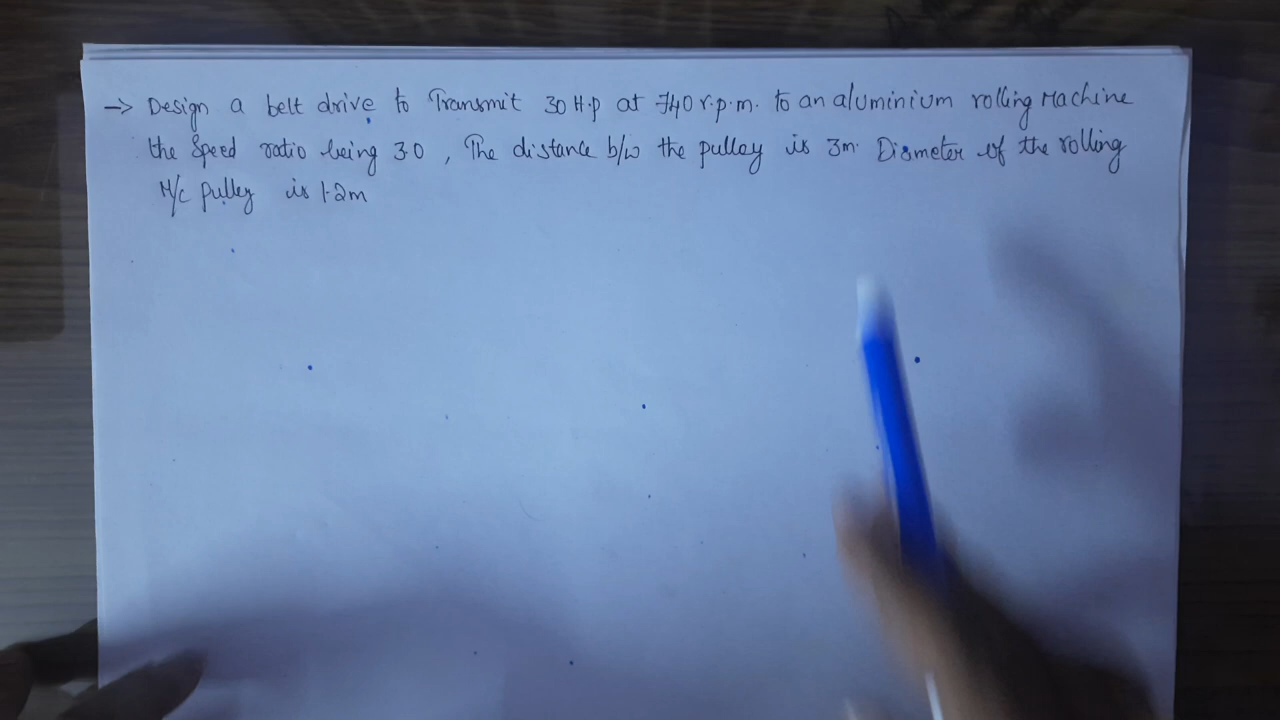 → Design a belt drive to Transmit 30 H.p at 740 r.p.m. to an aluminium rolling Machine
the Speed ratio being 3.0 , The distance b/w the pulley is 3m. Diameter of the rolling
M/c pulley is 1.2m